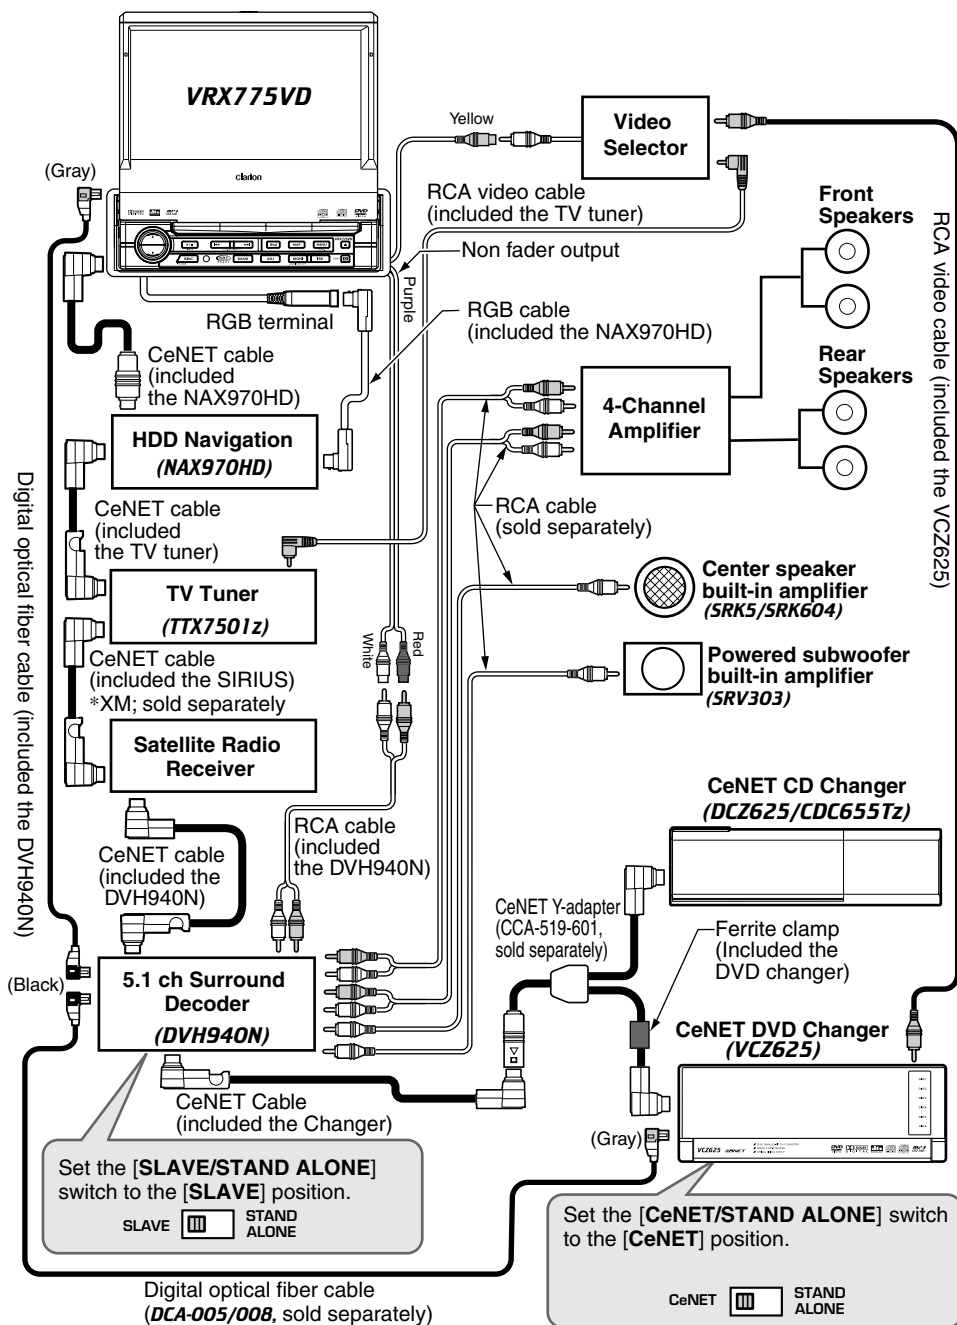 VRX775VD
clarion
(Gray)
Yellow
Video
Selector
RCA video cable
(included the TV tuner)
Non fader output
Purple
RGB terminal
RGB cable
(included the NAX970HD)
Front
Speakers
RCA video cable (included the VCZ625)
CeNET cable
(included
the NAX970HD)
Rear
Speakers
4-Channel
Amplifier
HDD Navigation
(NAX970HD)
Digital optical fiber cable (included the DVH940N)
CeNET cable
(included
the TV tuner)
RCA cable
(sold separately)
TV Tuner
(TTX7501z)
Center speaker
built-in amplifier
(SRK5/SRK604)
White
Red
CeNET cable
(included the SIRIUS)
*XM; sold separately
Powered subwoofer
built-in amplifier
(SRV303)
Satellite Radio
Receiver
CeNET CD Changer
(DCZ625/CDC655Tz)
CeNET cable
(included the
DVH940N)
RCA cable
(included
the DVH940N)
CeNET Y-adapter
(CCA-519-601,
sold separately)
Ferrite clamp
(Included the
DVD changer)
(Black)
5.1 ch Surround
Decoder
(DVH940N)
CeNET DVD Changer
(VCZ625)
CeNET Cable
(included the Changer)
(Gray)
VCZ625
Set the [SLAVE/STAND ALONE]
switch to the [SLAVE] position.
SLAVE
STAND
ALONE
Set the [CeNET/STAND ALONE] switch
to the [CeNET] position.
CeNET
STAND
ALONE
Digital optical fiber cable
(DCA-005/008, sold separately)